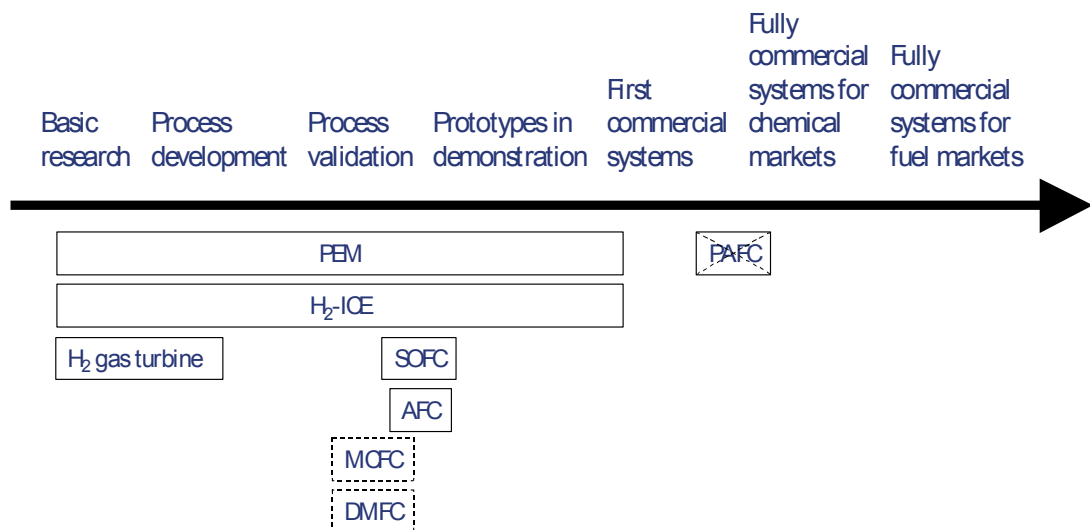 Basic
research
Process
development
Process
validation
Prototypes in
demonstration
First
commercial
systems
Fully
commercial
systems for
chemical
markets
Fully
commercial
systems for
fuel markets
PEM
PAFC
H₂-ICE
H₂ gas turbine
SOFC
AFC
MCFC
DMFC